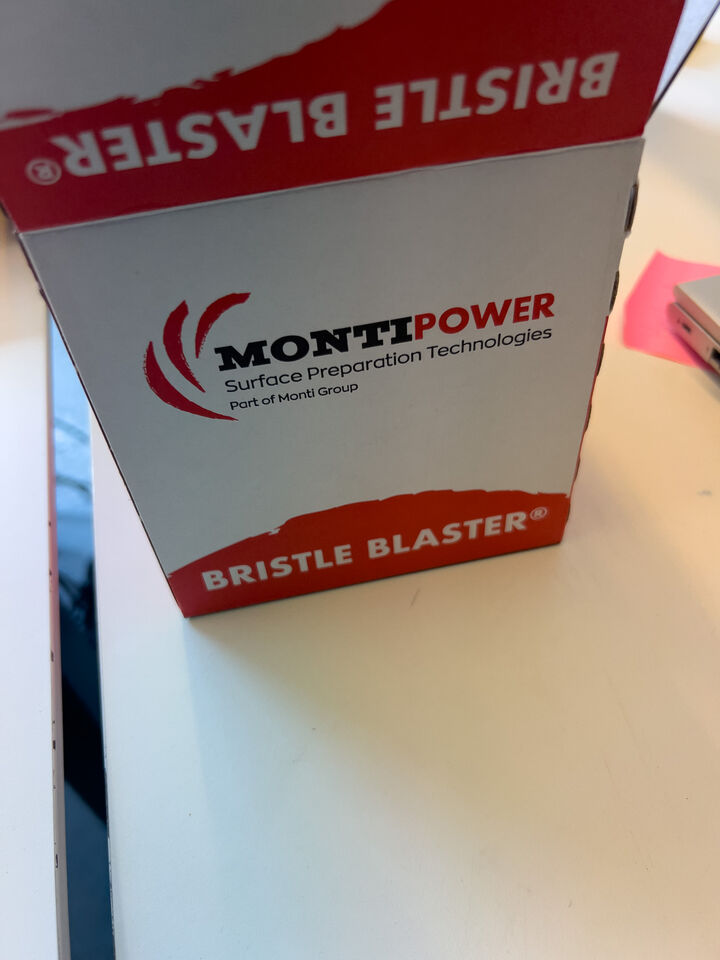 BRISTLE BLASTER®
MONTIPOWER
Surface Preparation Technologies
Part of Monti Group
BRISTLE BLASTER®